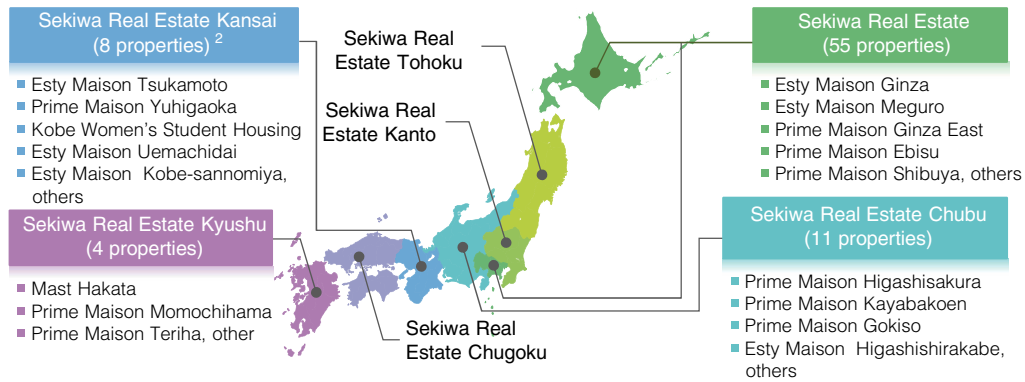 Sekiwa Real Estate Kansai
(8 properties) 2
Esty Maison Tsukamoto
Prime Maison Yuhigaoka
Kobe Women's Student Housing
Esty Maison Uemachidai
Esty Maison Kobe-sannomiya,
others
Sekiwa Real Estate Kyushu
(4 properties)
Mast Hakata
Prime Maison Momochihama
Prime Maison Teriha, other
Sekiwa Real
Estate Tohoku
Sekiwa Real
Estate Kanto
Sekiwa Real
Estate Chugoku
Sekiwa Real Estate
(55 properties)
Esty Maison Ginza
Esty Maison Meguro
Prime Maison Ginza East
Prime Maison Ebisu
Prime Maison Shibuya, others
Sekiwa Real Estate Chubu
(11 properties)
Prime Maison Higashisakura
Prime Maison Kayabakoen
Prime Maison Gokiso
Esty Maison Higashishirakabe,
others